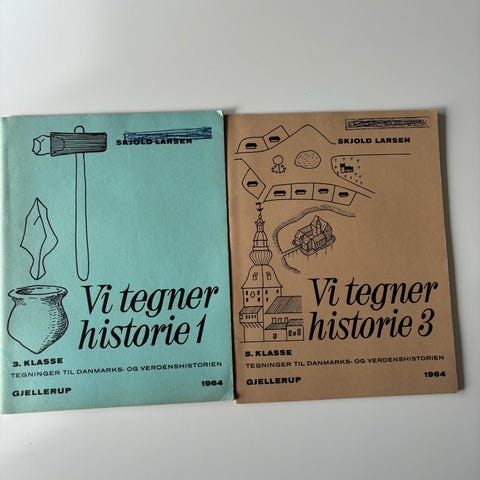 SKJOLD LARSEN
Vi tegner
historie 1
3. KLASSE
TEGNINGER TIL DANMARKS- OG VERDENSHISTORIEN
GJELLERUP
1964
SKJOLD LARSEN
Vi tegner
historie 3
5. KLASSE
TEGNINGER TIL DANMARKS- OG VERDENSHISTORIEN
GJELLERUP
1964